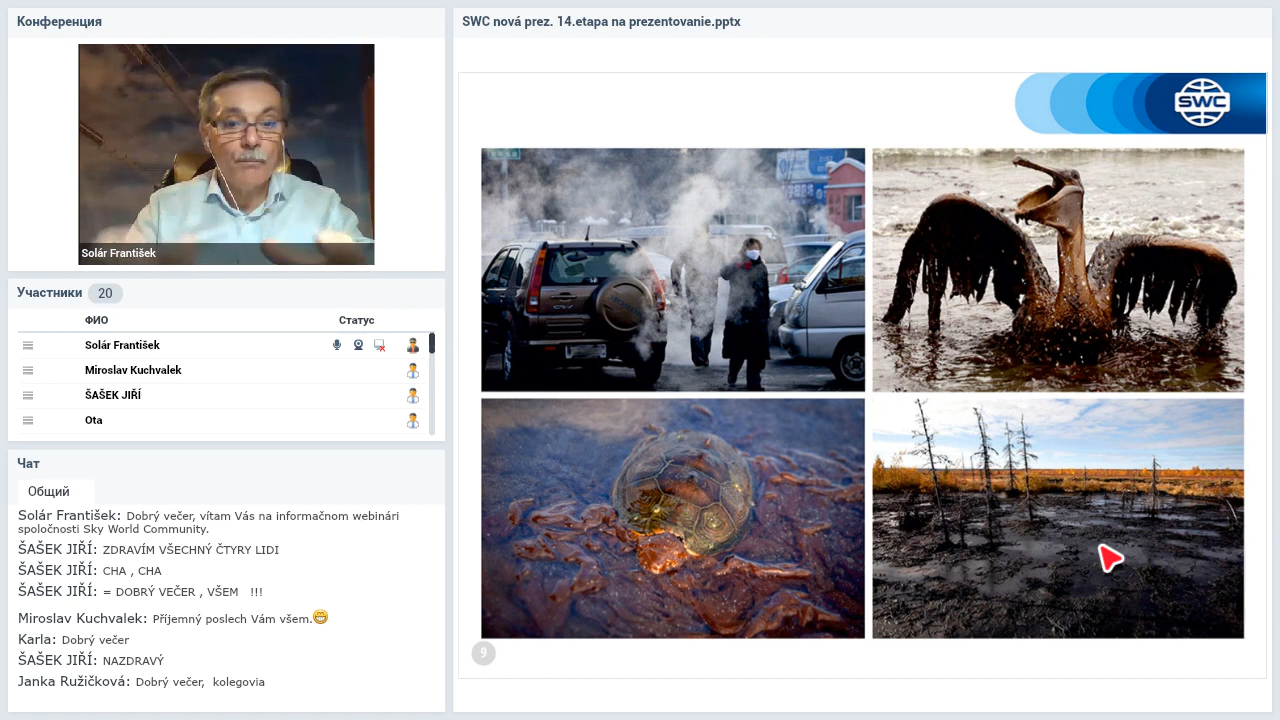 Конференция
Solár František
Участники 20
ФИО Статус
Solár František
Miroslav Kuchvalek
ŠAŠEK JIŘÍ
Ota
Чат
Общий
Solár František: Dobrý večer, vítam Vás na informačnom webinári
spoločnosti Sky World Community.
ŠAŠEK JIŘÍ: ZDRAVÍM VŠECHNÝ ČTYRY LIDI
ŠAŠEK JIŘÍ: CHA , CHA
ŠAŠEK JIŘÍ: = DOBRÝ VEČER , VŠEM !!!
Miroslav Kuchvalek: Příjemný poslech Vám všem.
Karla: Dobrý večer
ŠAŠEK JIŘÍ: NAZDRAVÝ
Janka Ružičková: Dobrý večer, kolegovia
SWC nová prez. 14.etapa na prezentovanie.pptx
SWC
9